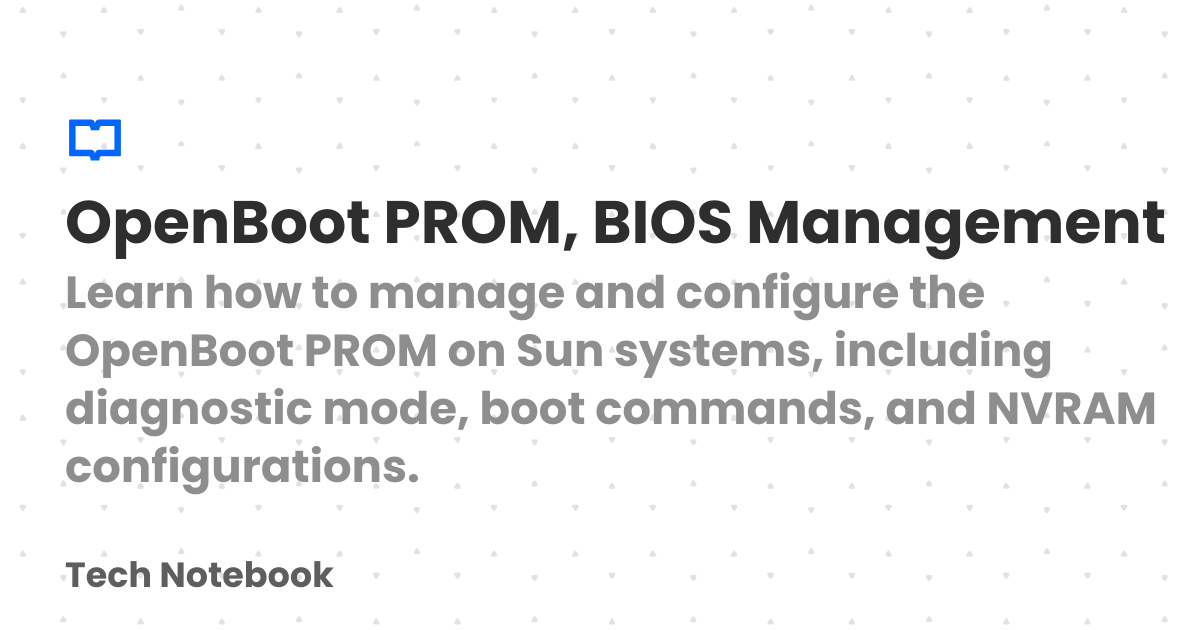 OpenBoot PROM, BIOS Management
Learn how to manage and configure the
OpenBoot PROM on Sun systems, including
diagnostic mode, boot commands, and NVRAM
configurations.
Tech Notebook